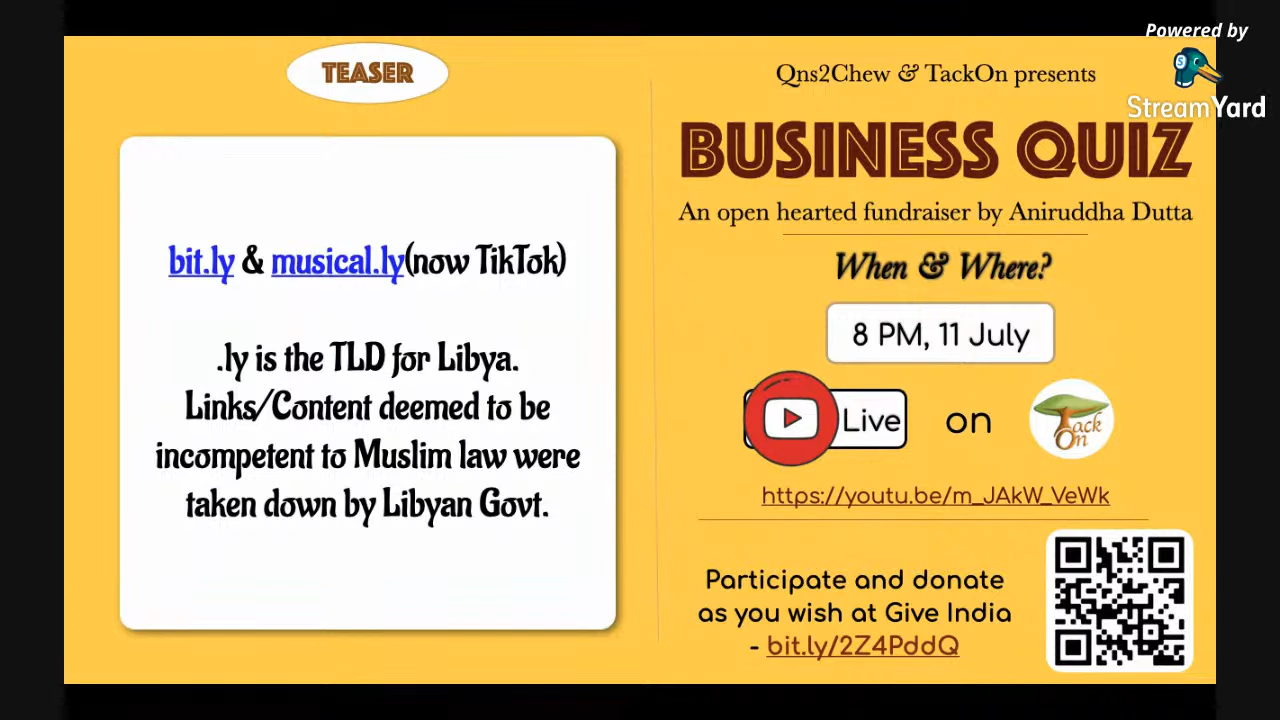 Powered by
StreamYard
TEASER
bit.ly & musical.ly(now TikTok)
.ly is the TLD for Libya.
Links/Content deemed to be
incompetent to Muslim law were
taken down by Libyan Govt.
Qns2Chew & TackOn presents
BUSINESS QUIZ
An open hearted fundraiser by Aniruddha Dutta
When & Where?
8 PM, 11 July
Live on
Tack
On
https://youtu.be/m_JAkW_VeWk
Participate and donate
as you wish at Give India
- bit.ly/2Z4PddQ